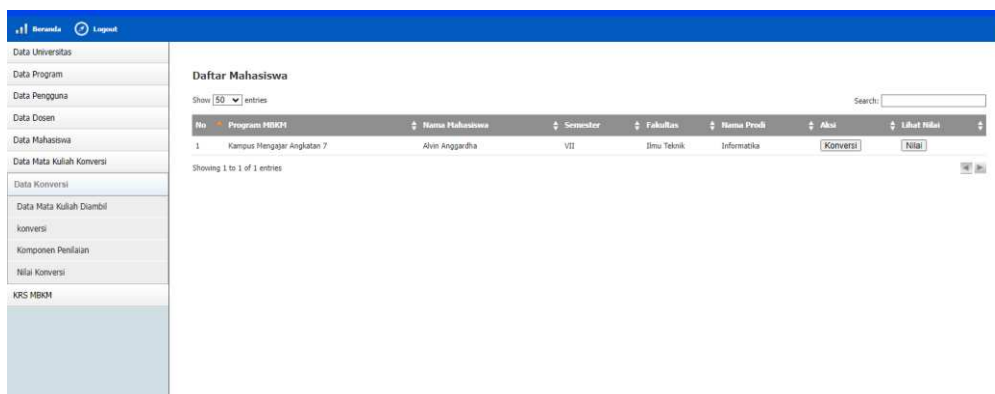 Beranda Logout
Data Universitas
Data Program
Data Pengguna
Data Dosen
Data Mahasiswa
Data Mata Kuliah Konversi
Data Konversi
Data Mata Kuliah Diambil
konversi
Komponen Penilaian
Nilai Konversi
KRS MBKM
Daftar Mahasiswa
Show 50 entries Search:
No Program MBKM Nama Mahasiswa Semester Fakultas Nama Prodi Aksi Lihat Nilai
1 Kampus Mengajar Angkatan 7 Alvin Anggardha VII Ilmu Teknik Informatika Konversi Nilai
Showing 1 to 1 of 1 entries